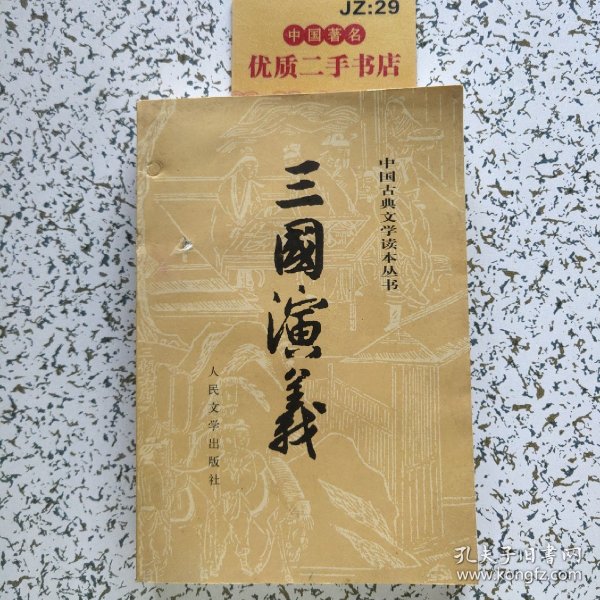 JZ:29
中国著名
优质二手书店
中国古典文学读本丛书
三國演義
人民文学出版社
孔夫子旧书网
www.kongfz.com